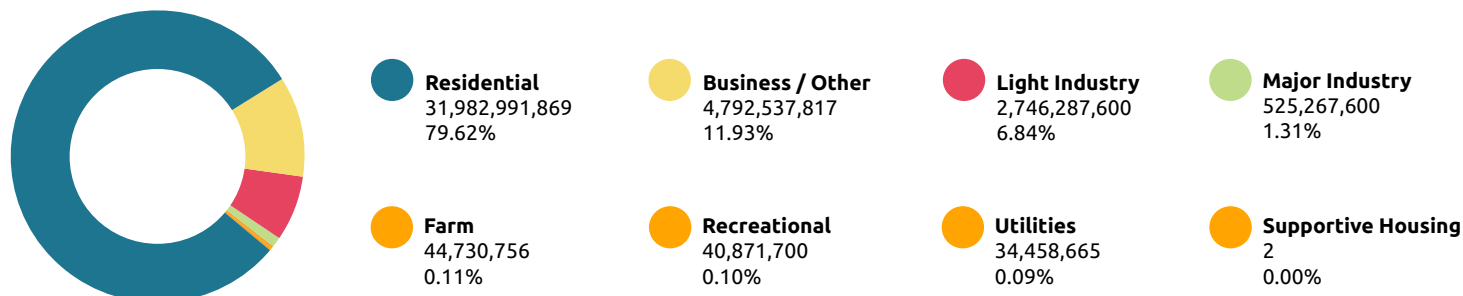 Residential
31,982,991,869
79.62%
Business / Other
4,792,537,817
11.93%
Light Industry
2,746,287,600
6.84%
Major Industry
525,267,600
1.31%
Farm
44,730,756
0.11%
Recreational
40,871,700
0.10%
Utilities
34,458,665
0.09%
Supportive Housing
2
0.00%